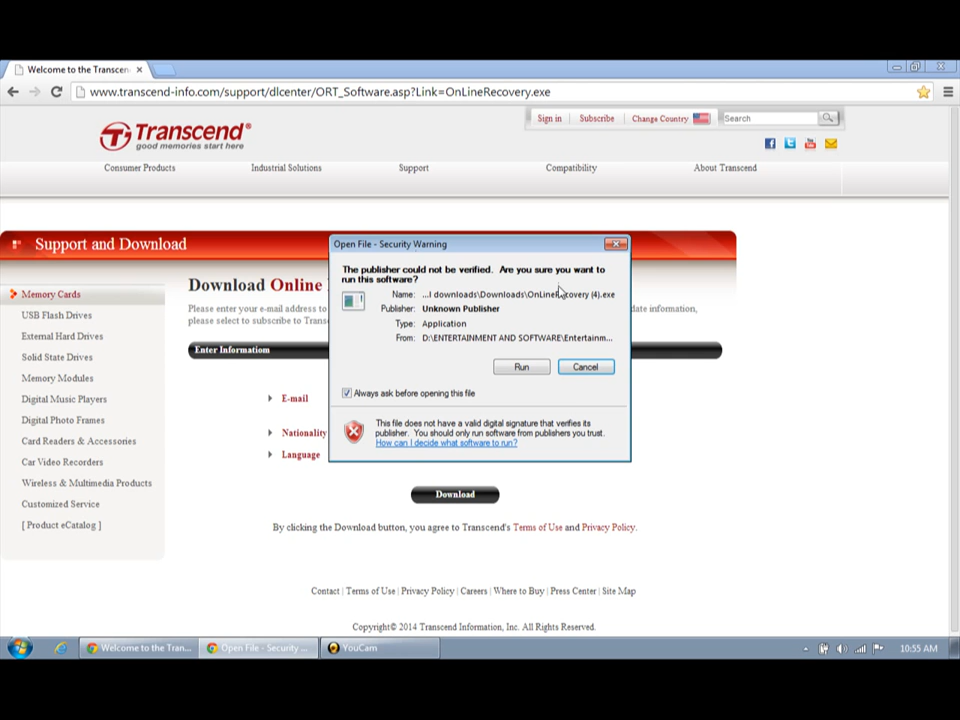 Welcome to the Transcen
www.transcend-info.com/support/dlcenter/ORT_Software.asp?Link=OnLineRecovery.exe
Sign in | Subscribe | Change Country
Search
Transcend®
good memories start here
Consumer Products
Industrial Solutions
Support
Compatibility
About Transcend
Support and Download
Memory Cards
USB Flash Drives
External Hard Drives
Solid State Drives
Memory Modules
Digital Music Players
Digital Photo Frames
Card Readers & Accessories
Car Video Recorders
Wireless & Multimedia Products
Customized Service
[ Product eCatalog ]
Download Online
Please enter your e-mail address to
date information,
please select to subscribe to Trans
Enter Information
E-mail
Nationality
Language
Open File - Security Warning
The publisher could not be verified. Are you sure you want to
run this software?
Name: ...l downloads\Downloads\OnLineRecovery (4).exe
Publisher: Unknown Publisher
Type: Application
From: D:\ENTERTAINMENT AND SOFTWARE\Entertainm...
Run
Cancel
Always ask before opening this file
This file does not have a valid digital signature that verifies its
publisher. You should only run software from publishers you trust.
How can I decide what software to run?
Download
By clicking the Download button, you agree to Transcend's Terms of Use and Privacy Policy.
Contact | Terms of Use | Privacy Policy | Careers | Where to Buy | Press Center | Site Map
Copyright© 2014 Transcend Information, Inc. All Rights Reserved.
Welcome to the Tran...
Open File - Security ...
YouCam
10:55 AM